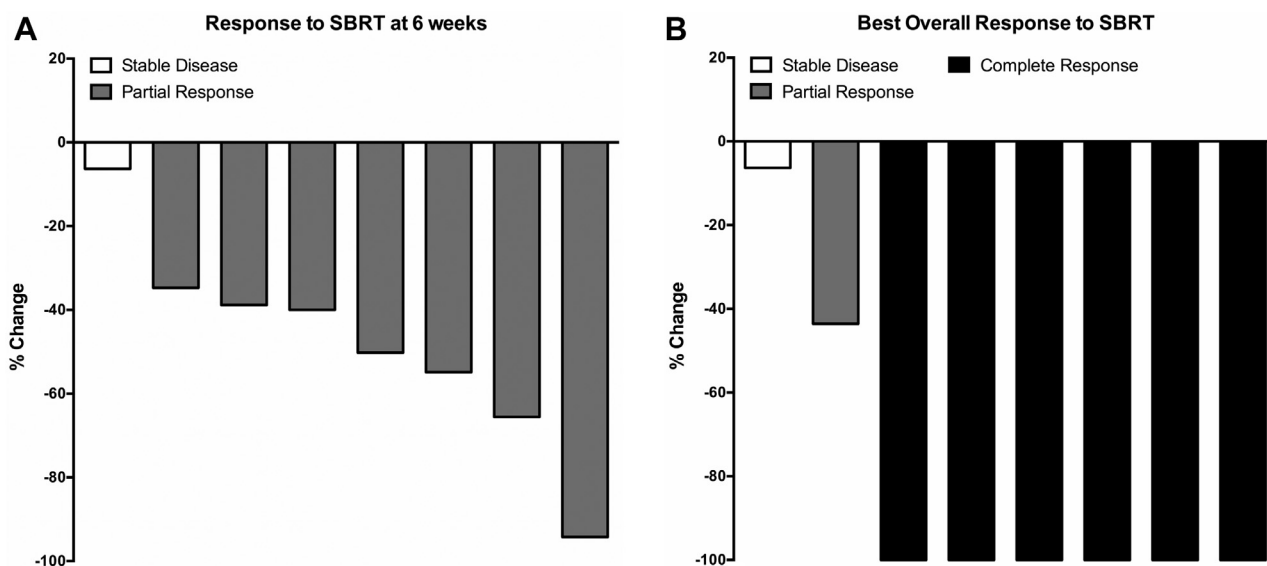 A
Response to SBRT at 6 weeks
Stable Disease
Partial Response
% Change
20
0
-20
-40
-60
-80
-100
B
Best Overall Response to SBRT
Stable Disease
Complete Response
Partial Response
% Change
20
0
-20
-40
-60
-80
-100